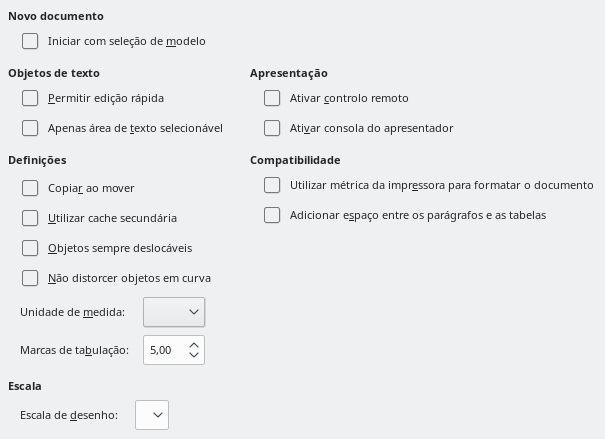 Novo documento
Iniciar com seleção de modelo
Objetos de texto
Permitir edição rápida
Apenas área de texto selecionável
Apresentação
Ativar controlo remoto
Ativar consola do apresentador
Definições
Copiar ao mover
Utilizar cache secundária
Objetos sempre deslocáveis
Não distorcer objetos em curva
Unidade de medida:
Marcas de tabulação: 5,00
Compatibilidade
Utilizar métrica da impressora para formatar o documento
Adicionar espaço entre os parágrafos e as tabelas
Escala
Escala de desenho: